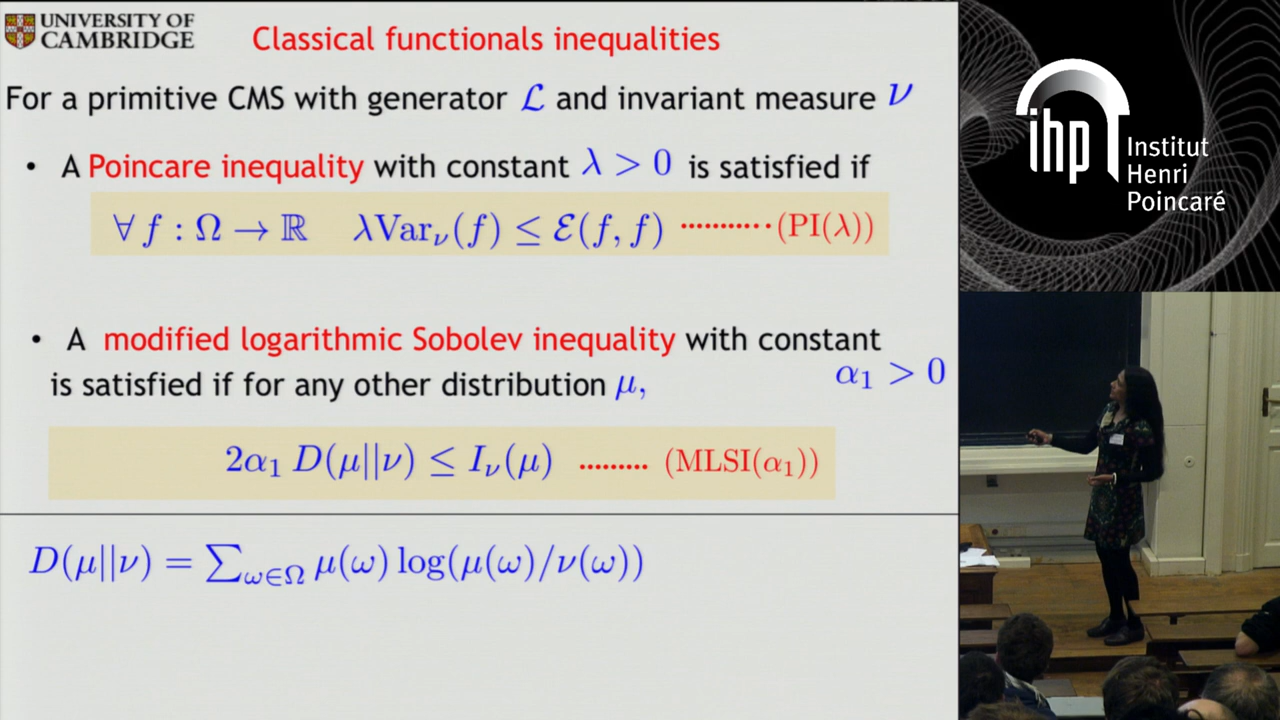 UNIVERSITY OF
CAMBRIDGE
Classical functionals inequalities
For a primitive CMS with generator ℒ and invariant measure ν
• A Poincare inequality with constant λ > 0 is satisfied if
∀ f : Ω → ℝ λVar_ν(f) ≤ ℰ(f, f) ........... (PI(λ))
• A modified logarithmic Sobolev inequality with constant
is satisfied if for any other distribution μ, α₁ > 0
2α₁ D(μ||ν) ≤ I_ν(μ) ......... (MLSI(α₁))
D(μ||ν) = ∑_{ω∈Ω} μ(ω) log(μ(ω)/ν(ω))
ihp
Institut
Henri
Poincaré